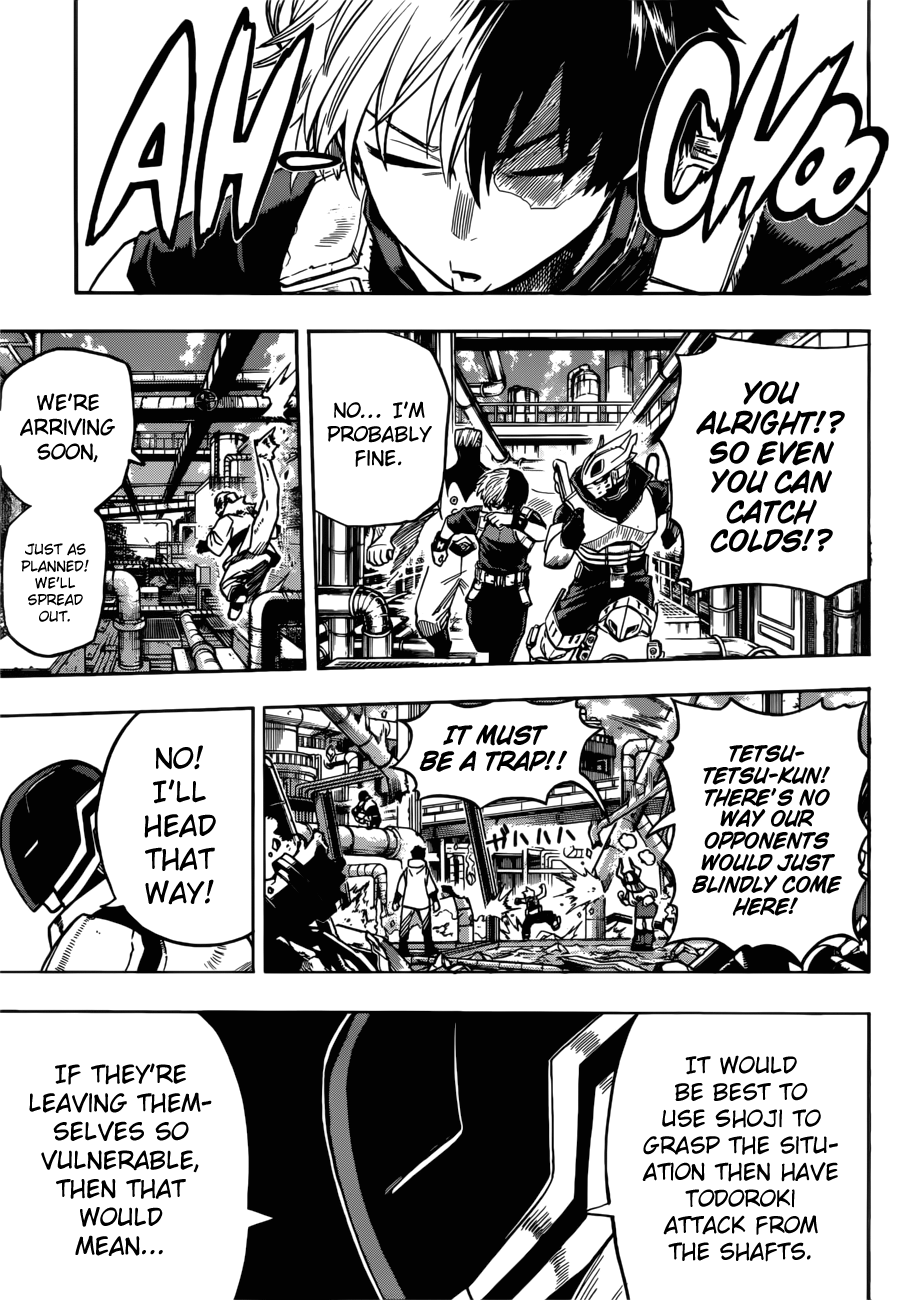 AH-
CHOO
YOU
ALRIGHT!?
SO EVEN
YOU CAN
CATCH
COLDS!?
NO... I'M
PROBABLY
FINE.
WE'RE
ARRIVING
SOON,
JUST AS
PLANNED!
WE'LL
SPREAD
OUT.
TETSU-
TETSU-KUN!
THERE'S NO
WAY OUR
OPPONENTS
WOULD JUST
BLINDLY COME
HERE!
IT MUST
BE A TRAP!!
ザハハハ
NO!
I'LL
HEAD
THAT
WAY!
IT WOULD
BE BEST TO
USE SHOJI TO
GRASP THE SITU-
ATION THEN HAVE
TODOROKI
ATTACK FROM
THE SHAFTS.
IF THEY'RE
LEAVING THEM-
SELVES SO
VULNERABLE,
THEN THAT
WOULD
MEAN...